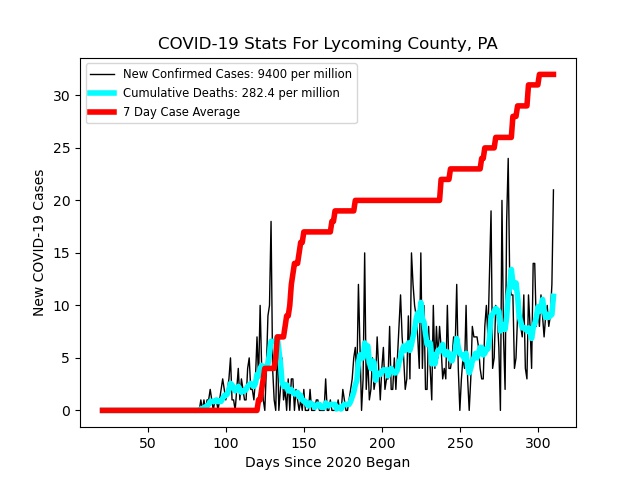 COVID-19 Stats For Lycoming County, PA
New Confirmed Cases: 9400 per million
Cumulative Deaths: 282.4 per million
7 Day Case Average
New COVID-19 Cases
30
25
20
15
10
5
0
50 100 150 200 250 300
Days Since 2020 Began